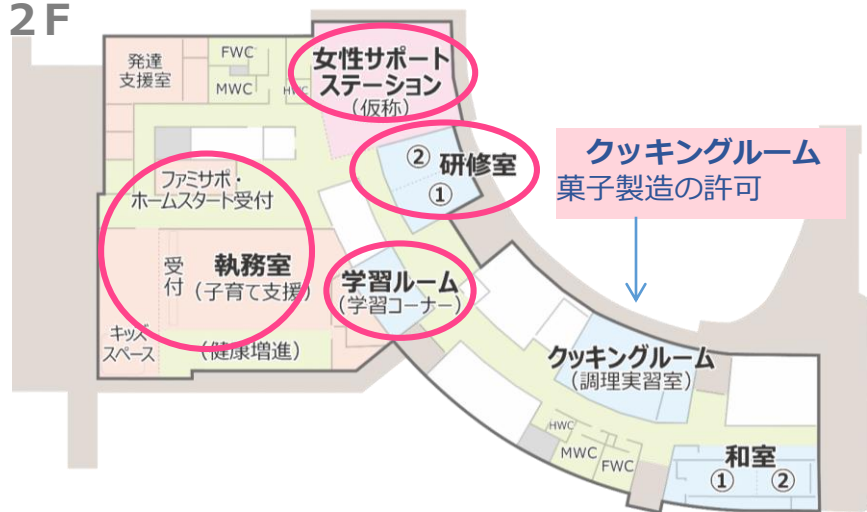 2F
発達
支援室
FWC
MWC
HWC
女性サポート
ステーション
（仮称）
② 研修室
①
クッキングルーム
菓子製造の許可
ファミサポ・
ホームスタート受付
受付
執務室
（子育て支援）
学習ルーム
（学習コーナー）
キッズ
スペース
（健康増進）
クッキングルーム
（調理実習室）
HWC
MWC
FWC
和室
① ②